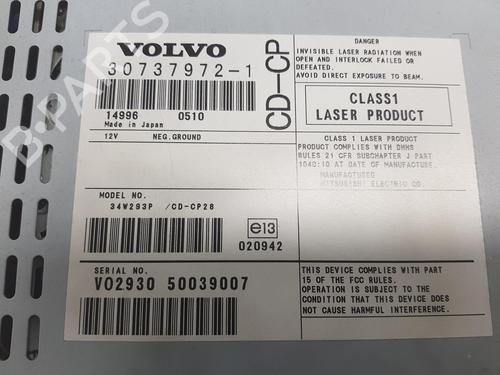 VOLVO
30737972-1
14996 0510
Made in Japan
12V NEG.GROUND
MODEL NO.
34W293P /CD-CP28
e13
020942
SERIAL NO.
VO2930 50039007
CD-CP
DANGER
INVISIBLE LASER RADIATION WHEN
OPEN AND INTERLOCK FAILED OR
DEFEATED.
AVOID DIRECT EXPOSURE TO BEAM.
CLASS1
LASER PRODUCT
CLASS 1 LASER PRODUCT
PRODUCT COMPLIES WITH DHHS
RULES 21 CFR SUBCHAPTER J PART
1040:10 AT DATE OF MANUFACTURE
MANUFACTURED
MITSUBISHI ELECTRIC CO.
THIS DEVICE COMPLIES WITH PART
15 OF THE FCC RULES.
OPERATION IS SUBJECT TO THE
CONDITION THAT THIS DEVICE DOES
NOT CAUSE HARMFUL INTERFERENCE.
B-PARTS